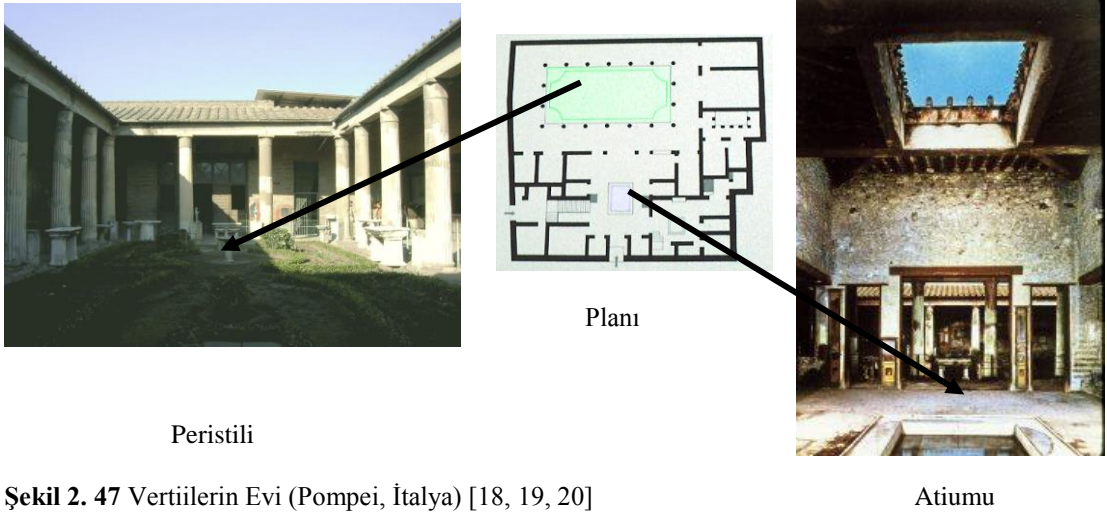 Planı
Peristili
Şekil 2. 47 Vertiilerin Evi (Pompei, İtalya) [18, 19, 20]
Atiumu